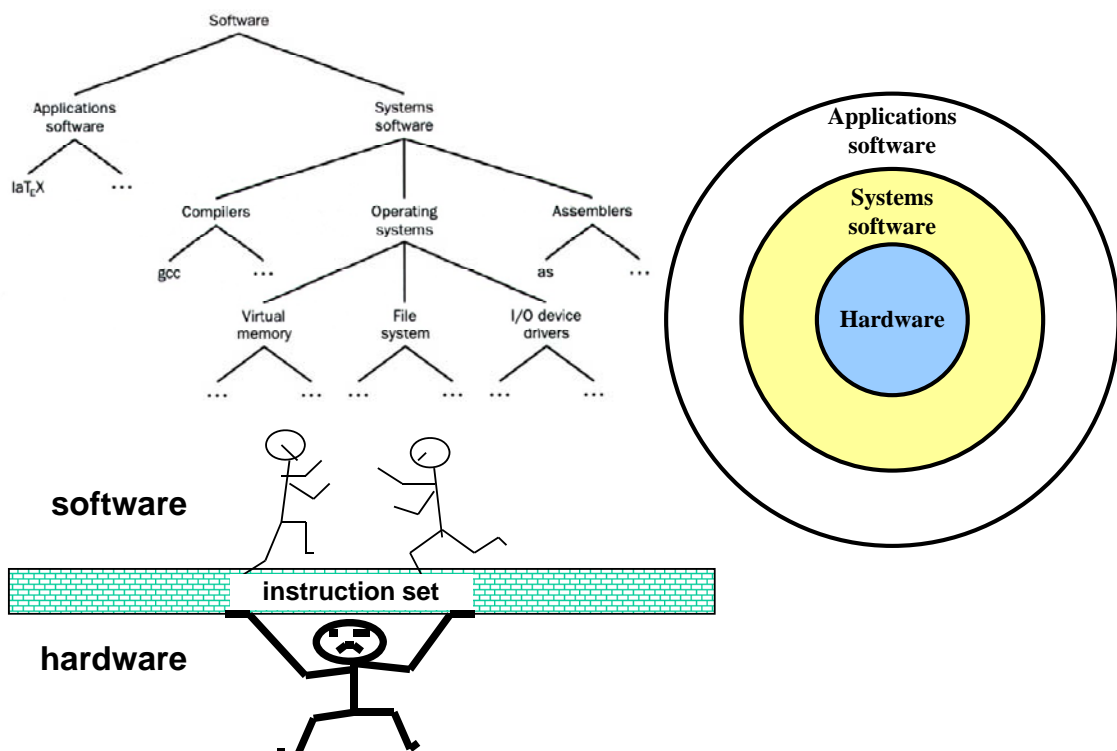 Software
Applications
software
Systems
software
laTEX
...
Compilers
Operating
systems
Assemblers
gcc
...
as
...
Virtual
memory
File
system
I/O device
drivers
...
...
...
...
...
...
Applications
software
Systems
software
Hardware
software
instruction set
hardware